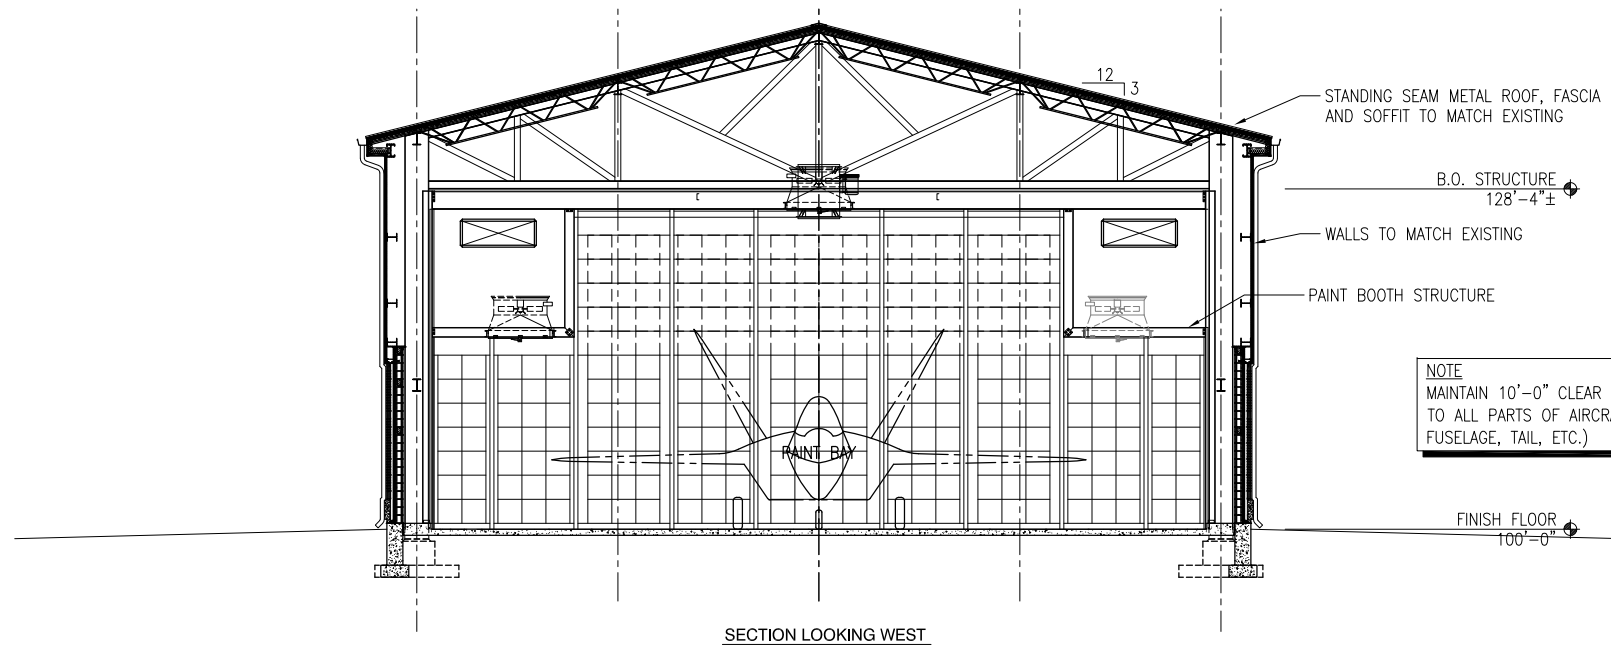 12
3
STANDING SEAM METAL ROOF, FASCIA
AND SOFFIT TO MATCH EXISTING
B.O. STRUCTURE
128'-4"±
WALLS TO MATCH EXISTING
PAINT BOOTH STRUCTURE
NOTE
MAINTAIN 10'-0" CLEAR
TO ALL PARTS OF AIRCRA
FUSELAGE, TAIL, ETC.)
PAINT BAY
FINISH FLOOR
100'-0"
SECTION LOOKING WEST